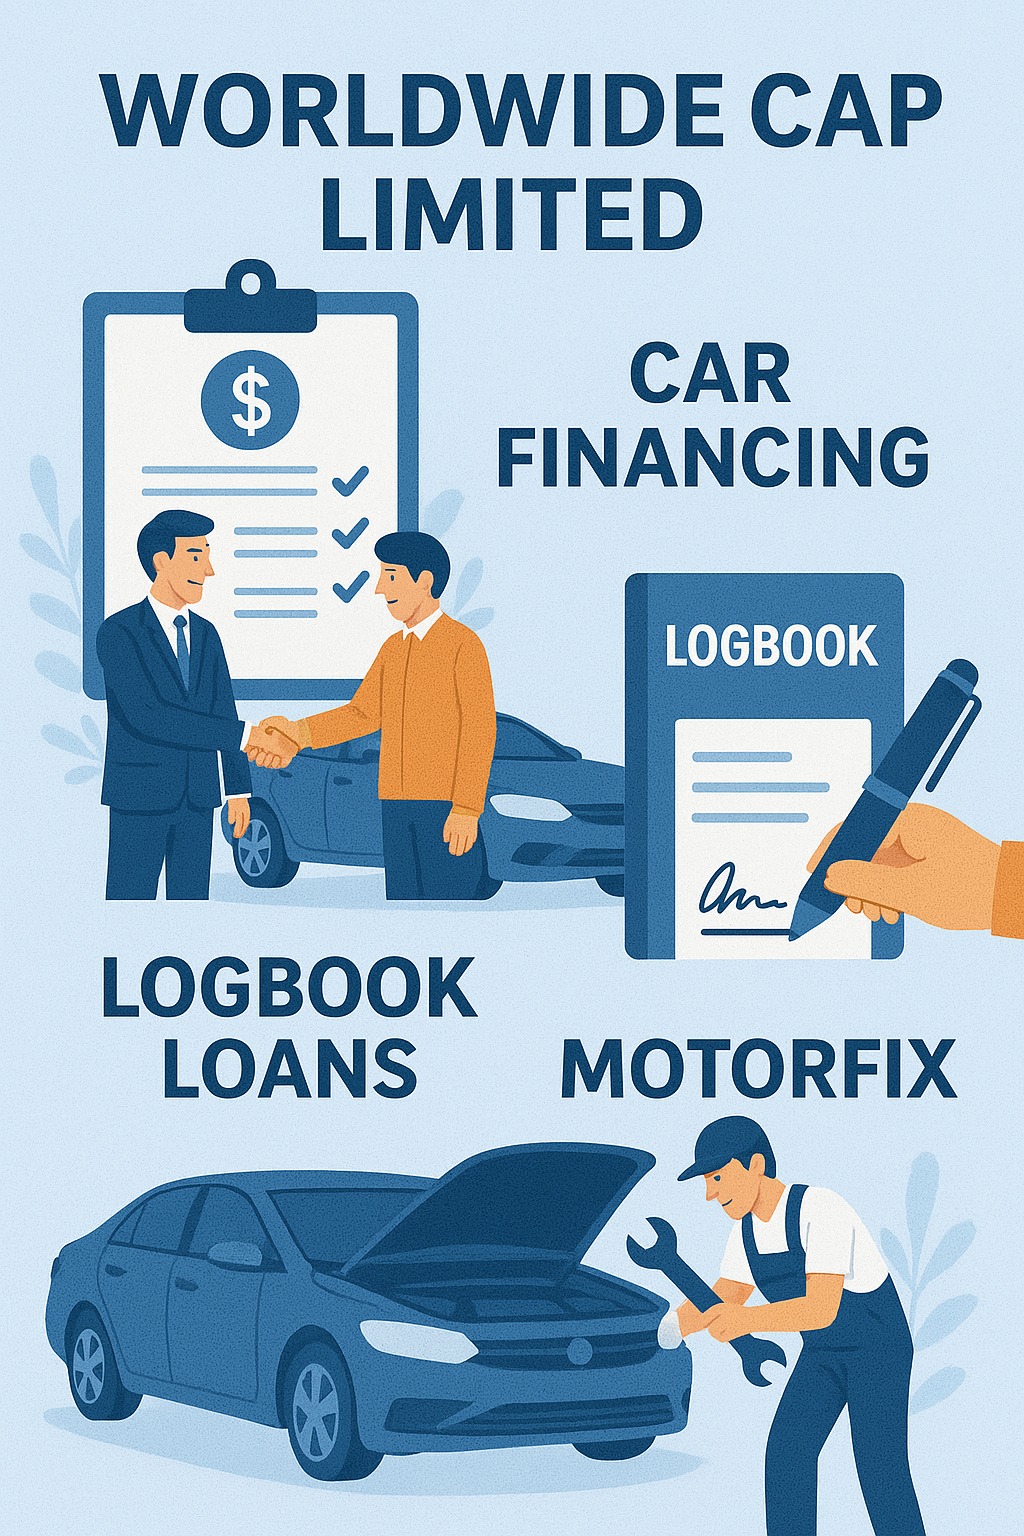 WORLDWIDE CAP
LIMITED
$
CAR
FINANCING
LOGBOOK
LOGBOOK
LOANS
MOTORFIX